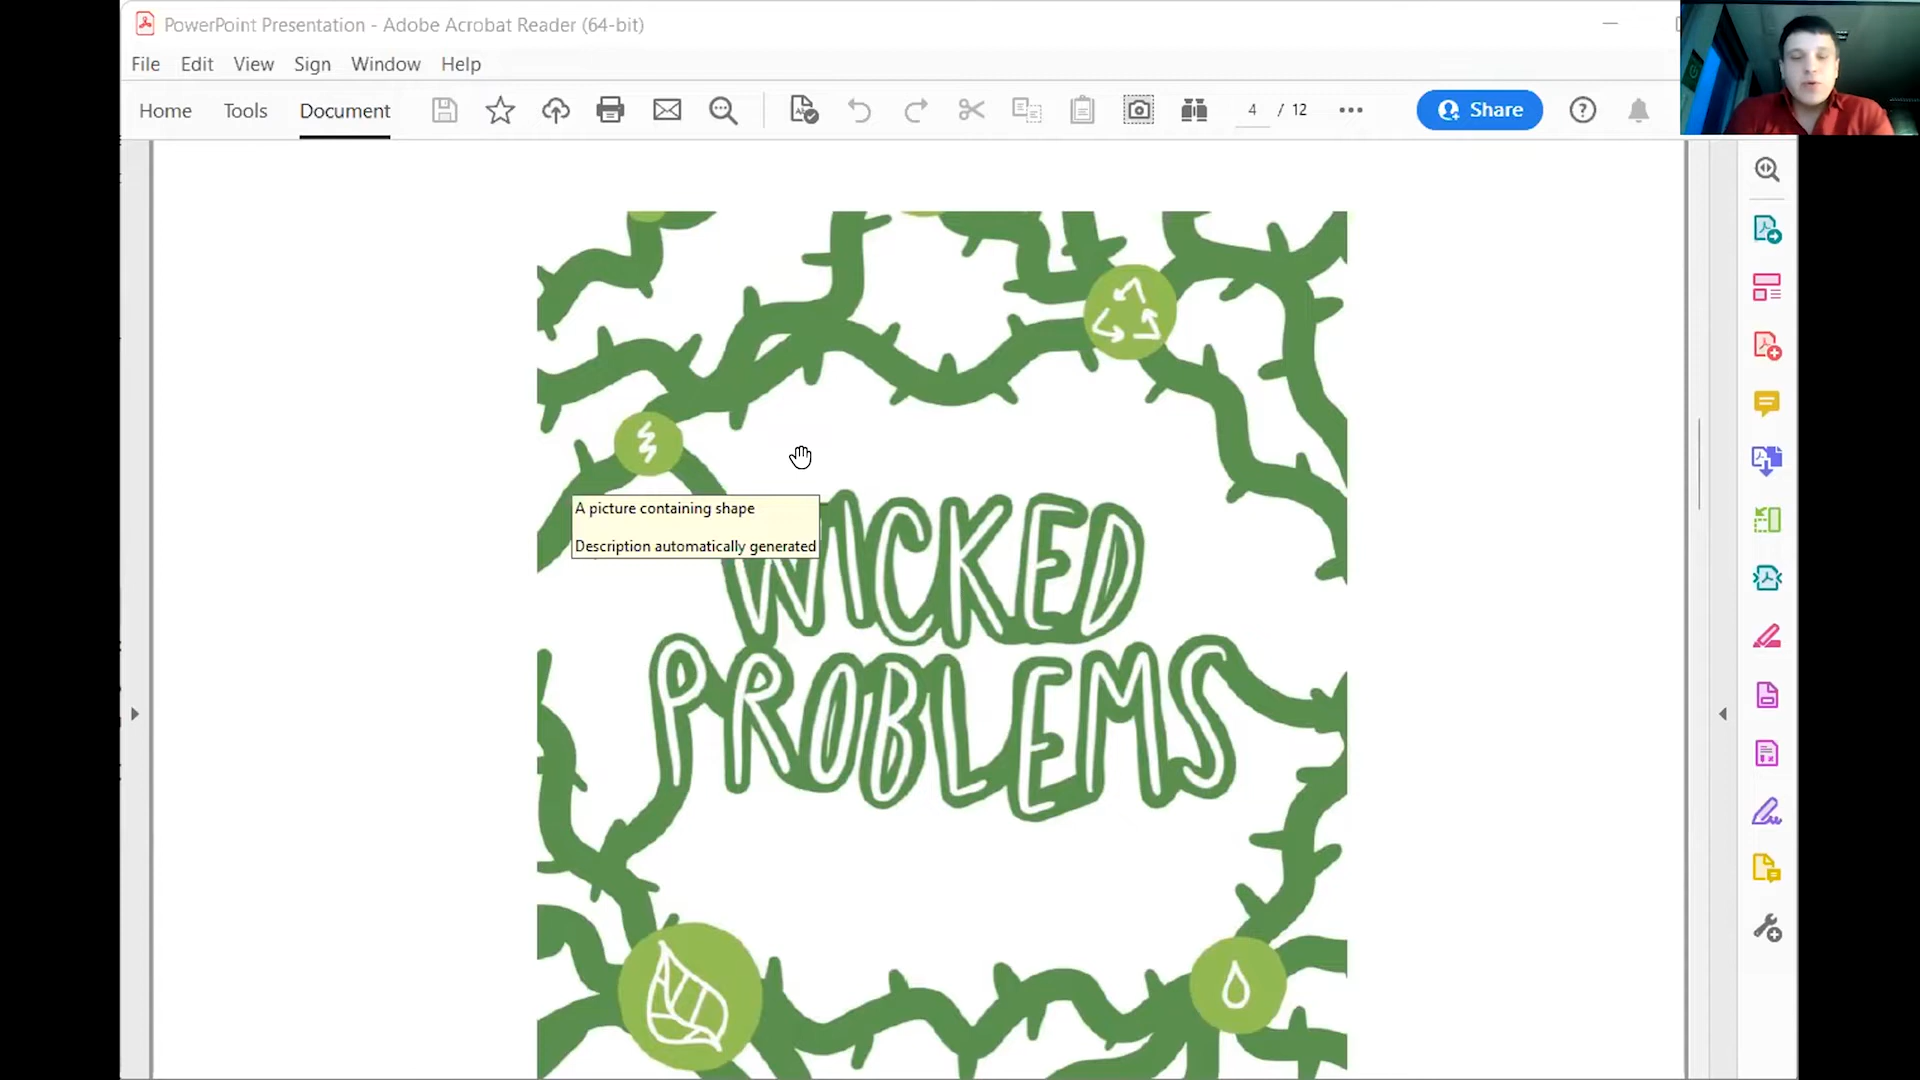 PowerPoint Presentation - Adobe Acrobat Reader (64-bit)
File Edit View Sign Window Help
Home Tools Document 4 / 12 Share
A picture containing shape
Description automatically generated
WICKED
PROBLEMS